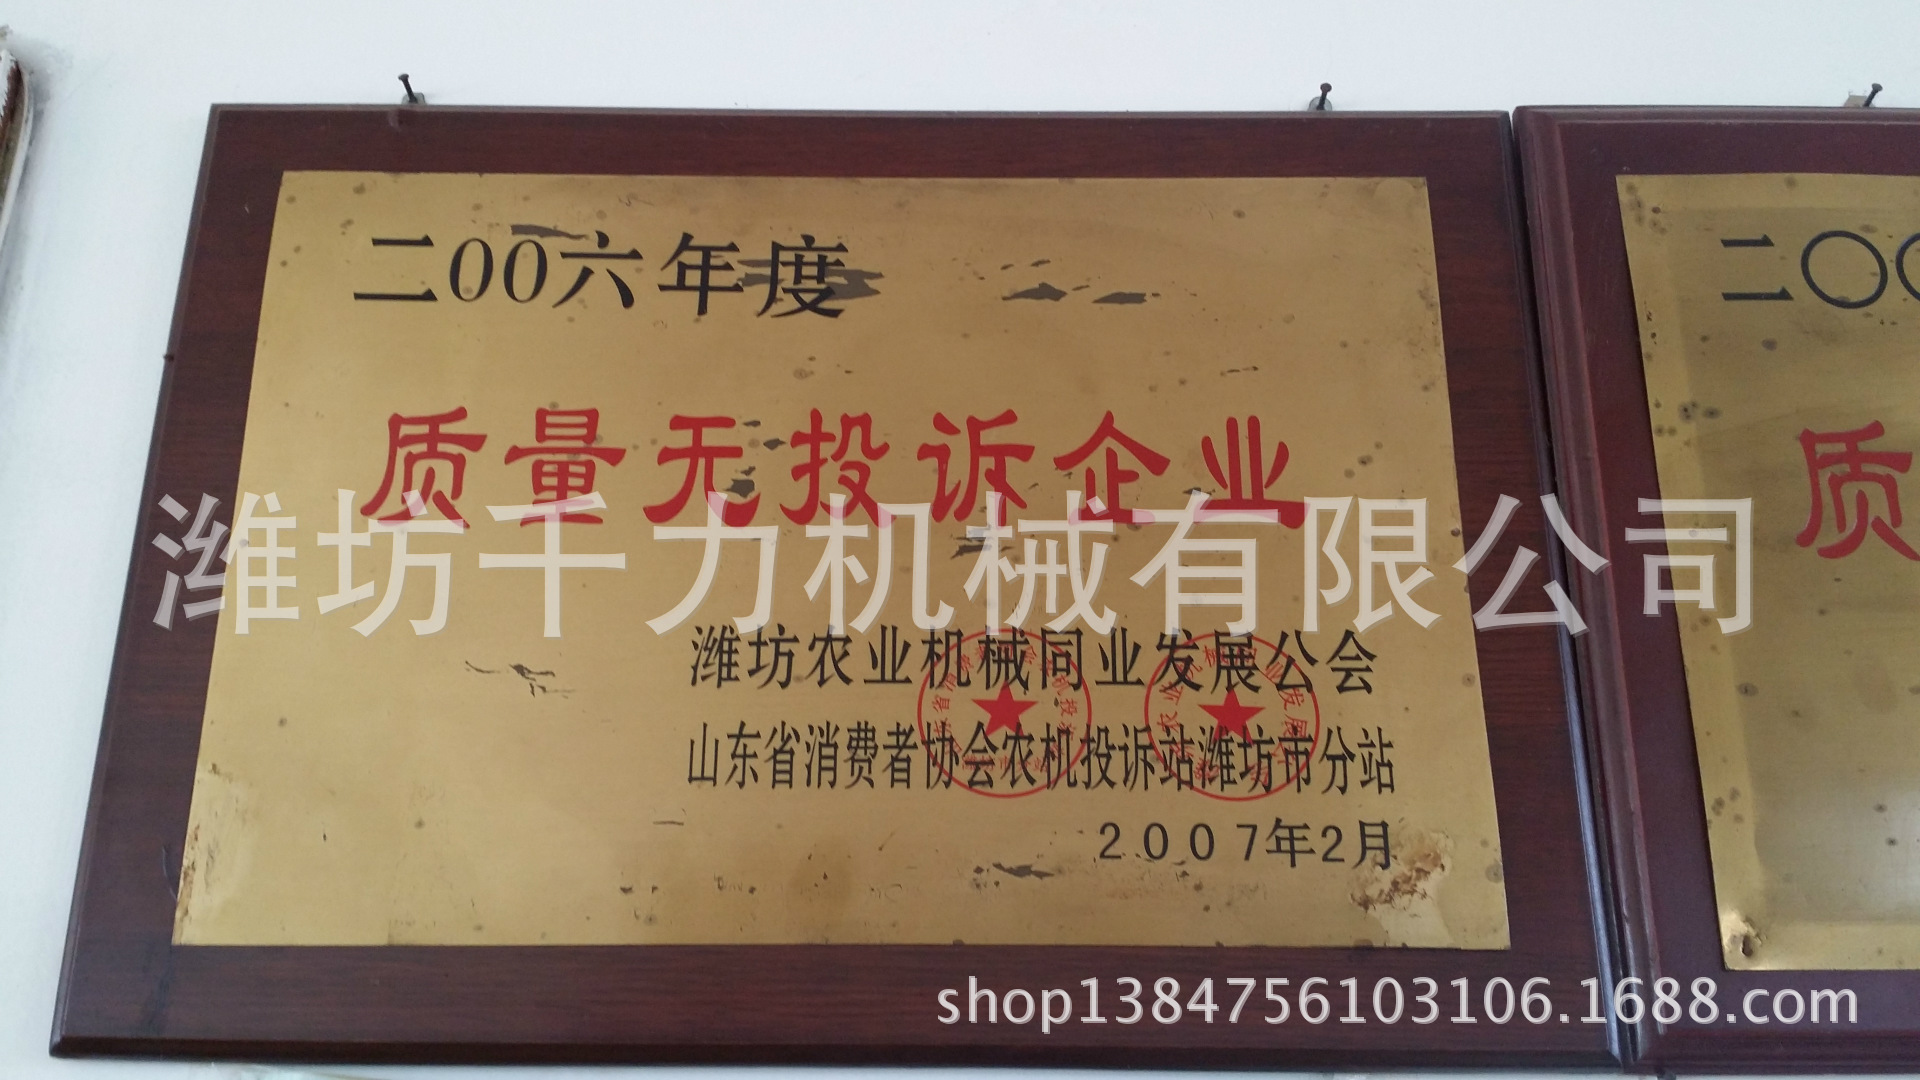 二00六年度
质量无投诉企业
潍坊千力机械有限公司
潍坊农业机械同业发展公会
山东省消费者协会农机投诉站潍坊市分站
2007年2月
二〇
质
shop1384756103106.1688.com